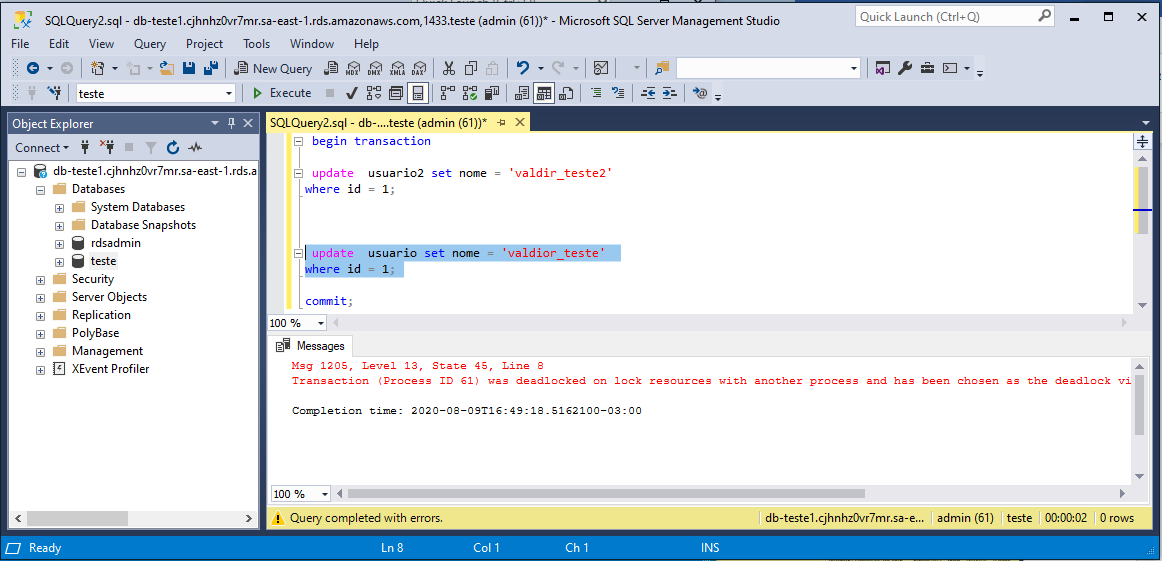 SQLQuery2.sql - db-teste1.cjhnhz0vr7mr.sa-east-1.rds.amazonaws.com,1433.teste (admin (61))* - Microsoft SQL Server Management Studio
Quick Launch (Ctrl+Q)
File Edit View Query Project Tools Window Help
New Query
MDX DMX XMLA DAX
teste
Execute
Object Explorer
Connect
db-teste1.cjhnhz0vr7mr.sa-east-1.rds.a
Databases
System Databases
Database Snapshots
rdsadmin
teste
Security
Server Objects
Replication
PolyBase
Management
XEvent Profiler
SQLQuery2.sql - db-....teste (admin (61))*
begin transaction
update  usuario2 set nome = 'valdir_teste2'
where id = 1;
update  usuario set nome = 'valdior_teste'
where id = 1;
commit;
100 %
Messages
Msg 1205, Level 13, State 45, Line 8
Transaction (Process ID 61) was deadlocked on lock resources with another process and has been chosen as the deadlock vi
Completion time: 2020-08-09T16:49:18.5162100-03:00
100 %
Query completed with errors.
db-teste1.cjhnhz0vr7mr.sa-e... admin (61) teste 00:00:02 0 rows
Ready Ln 8 Col 1 Ch 1 INS